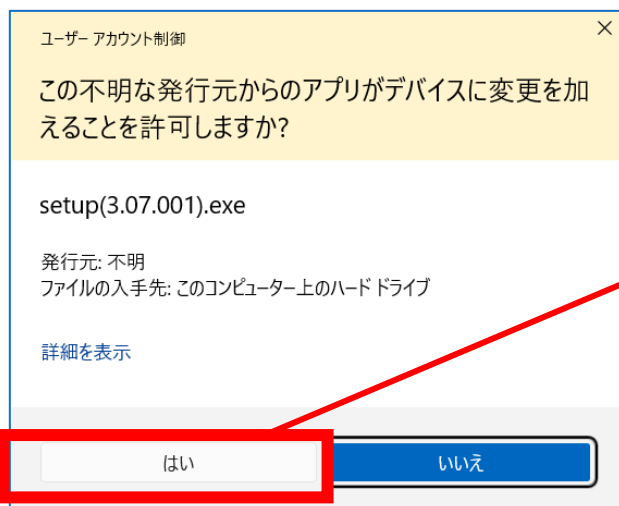 ユーザー アカウント制御
この不明な発行元からのアプリがデバイスに変更を加
えることを許可しますか?
setup(3.07.001).exe
発行元: 不明
ファイルの入手先: このコンピューター上のハード ドライブ
詳細を表示
はい
いいえ